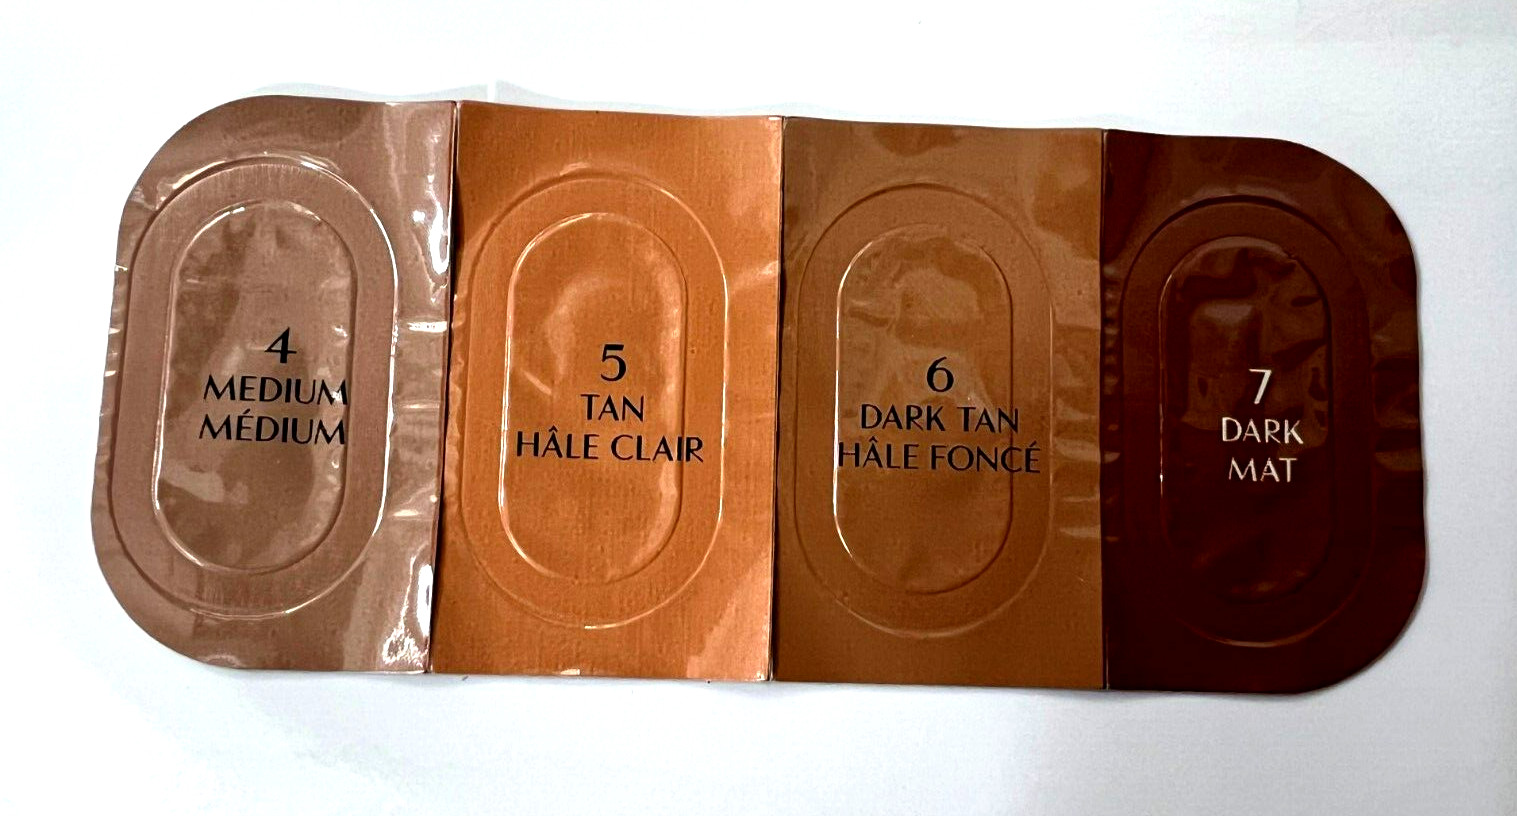 4
MEDIUM
MÉDIUM
5
TAN
HÂLE CLAIR
6
DARK TAN
HÂLE FONCÉ
7
DARK
MAT